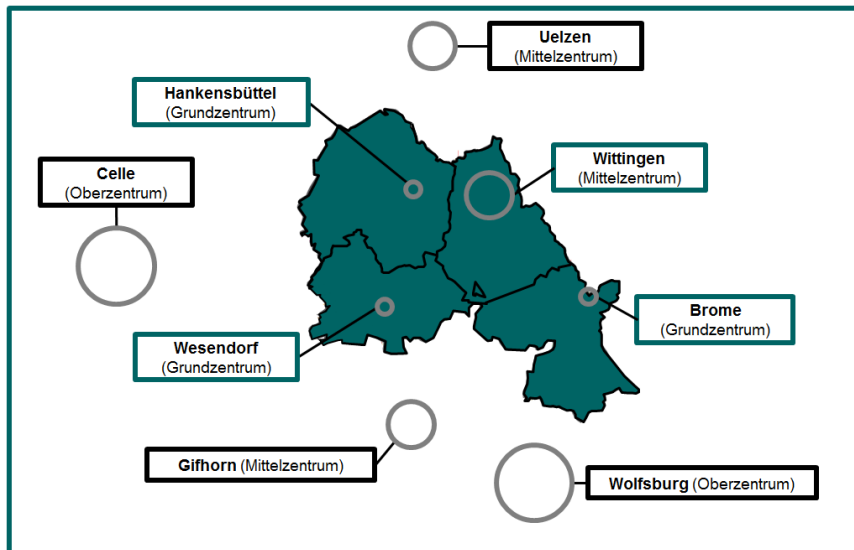 Uelzen
(Mittelzentrum)
Hankensbüttel
(Grundzentrum)
Wittingen
(Mittelzentrum)
Celle
(Oberzentrum)
Brome
(Grundzentrum)
Wesendorf
(Grundzentrum)
Gifhorn (Mittelzentrum)
Wolfsburg (Oberzentrum)